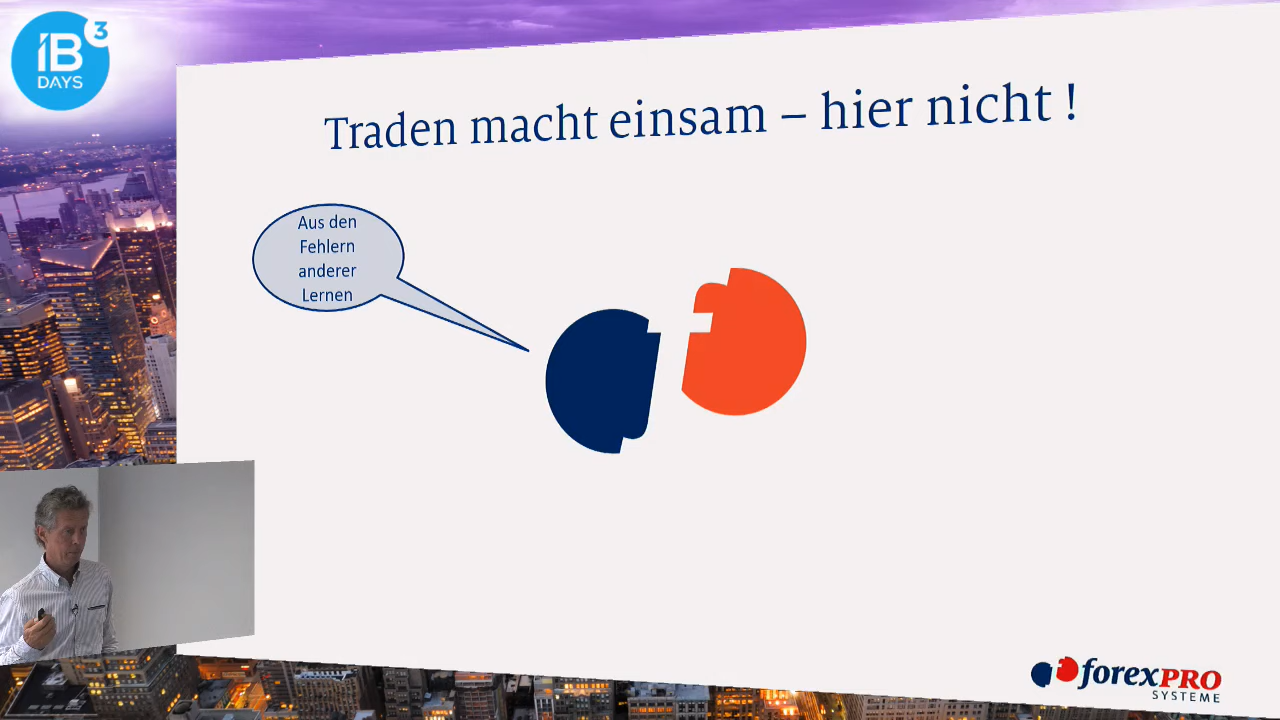 iB 3
DAYS
Traden macht einsam – hier nicht !
Aus den
Fehlern
anderer
Lernen
forexPRO
SYSTEME